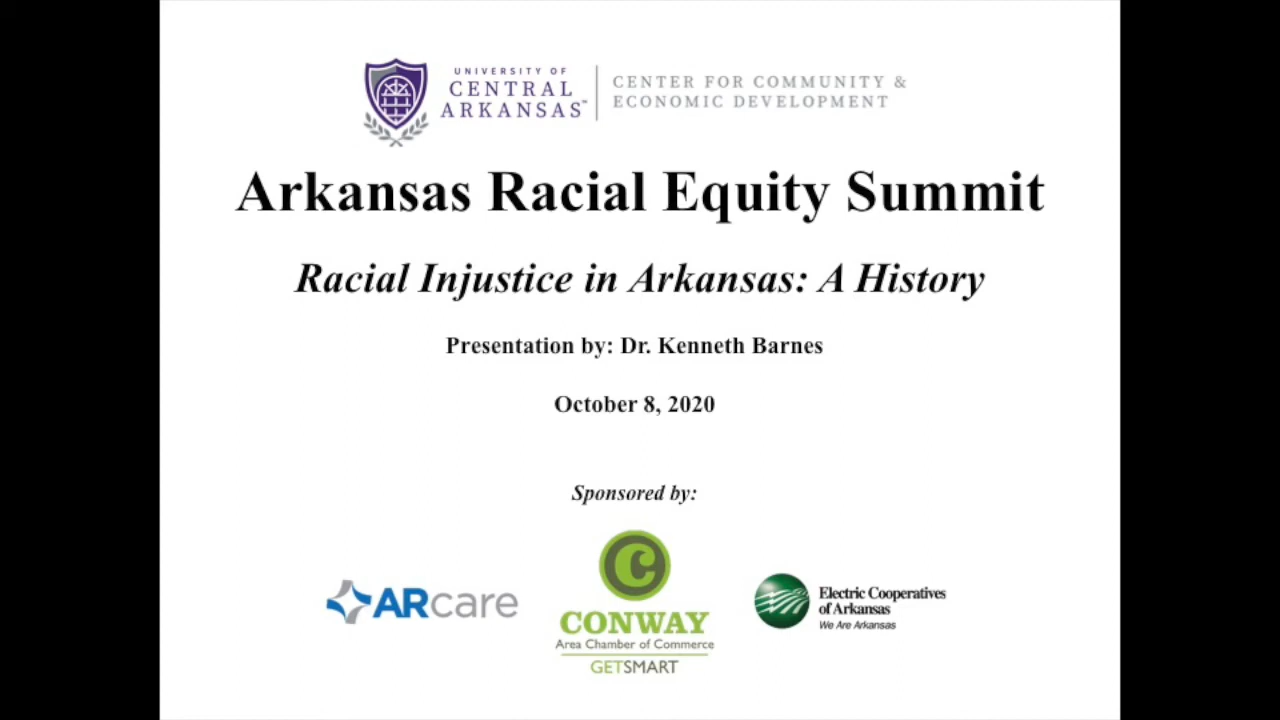 UNIVERSITY OF
CENTRAL
ARKANSAS™
CENTER FOR COMMUNITY &
ECONOMIC DEVELOPMENT
Arkansas Racial Equity Summit
Racial Injustice in Arkansas: A History
Presentation by: Dr. Kenneth Barnes
October 8, 2020
Sponsored by:
ARcare
C
CONWAY
Area Chamber of Commerce
GETSMART
Electric Cooperatives
of Arkansas
We Are Arkansas